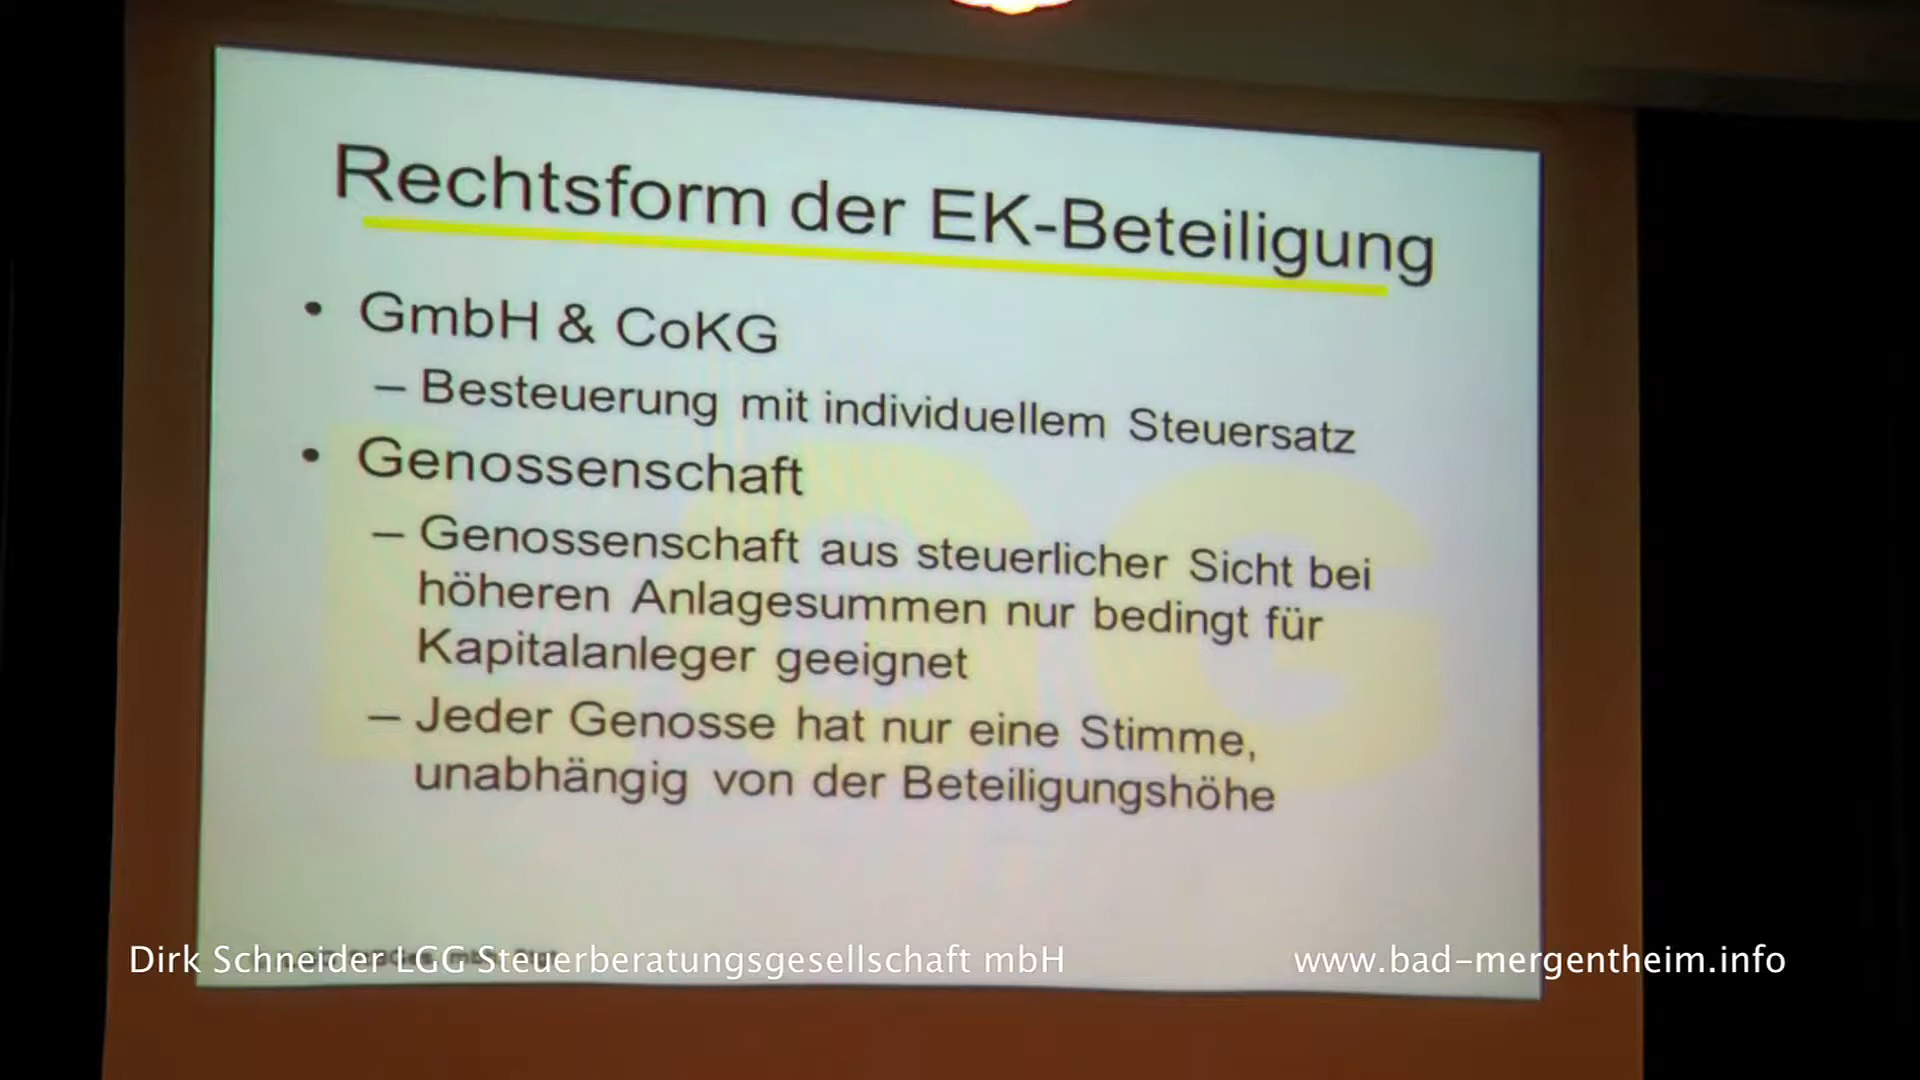 Rechtsform der EK-Beteiligung
• GmbH & CoKG
– Besteuerung mit individuellem Steuersatz
• Genossenschaft
– Genossenschaft aus steuerlicher Sicht bei
höheren Anlagesummen nur bedingt für
Kapitalanleger geeignet
– Jeder Genosse hat nur eine Stimme,
unabhängig von der Beteiligungshöhe
LGG
Dirk Schneider LGG Steuerberatungsgesellschaft mbH
www.bad-mergentheim.info